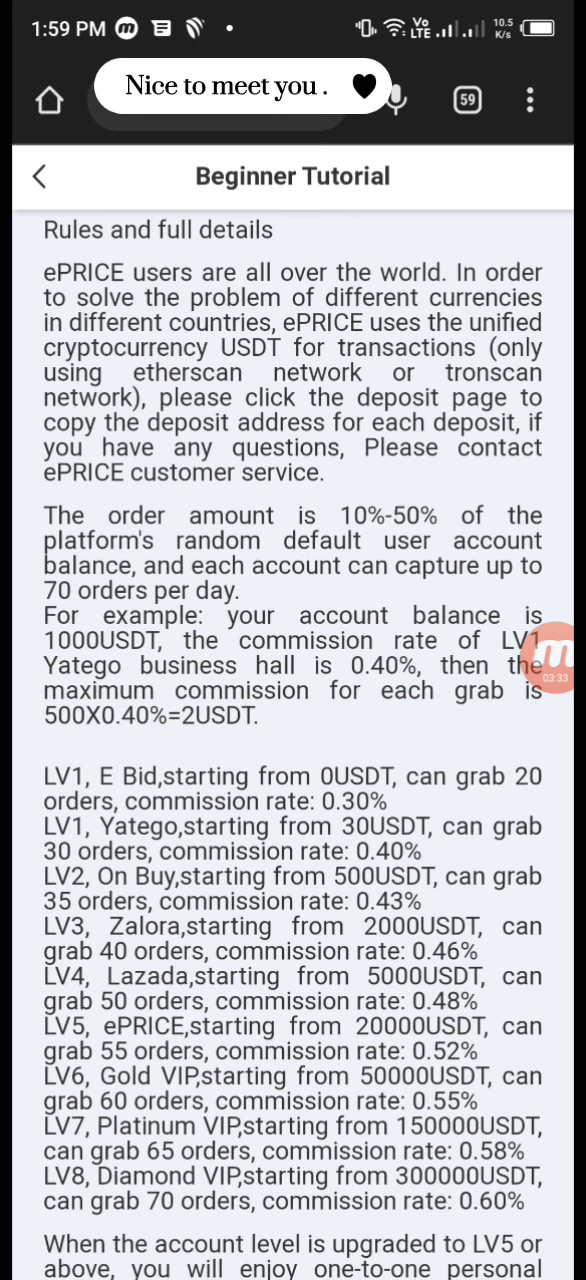 1:59 PM
Vo
LTE
10.5
K/s
Nice to meet you .
59
Beginner Tutorial
Rules and full details
ePRICE users are all over the world. In order
to solve the problem of different currencies
in different countries, ePRICE uses the unified
cryptocurrency USDT for transactions (only
using etherscan network or tronscan
network), please click the deposit page to
copy the deposit address for each deposit, if
you have any questions, Please contact
ePRICE customer service.
The order amount is 10%-50% of the
platform's random default user account
balance, and each account can capture up to
70 orders per day.
For example: your account balance is
1000USDT, the commission rate of LV1
Yatego business hall is 0.40%, then the
maximum commission for each grab is
500X0.40%=2USDT.
03:33
LV1, E Bid,starting from 0USDT, can grab 20
orders, commission rate: 0.30%
LV1, Yatego,starting from 30USDT, can grab
30 orders, commission rate: 0.40%
LV2, On Buy,starting from 500USDT, can grab
35 orders, commission rate: 0.43%
LV3, Zalora,starting from 2000USDT, can
grab 40 orders, commission rate: 0.46%
LV4, Lazada,starting from 5000USDT, can
grab 50 orders, commission rate: 0.48%
LV5, ePRICE,starting from 20000USDT, can
grab 55 orders, commission rate: 0.52%
LV6, Gold VIP,starting from 50000USDT, can
grab 60 orders, commission rate: 0.55%
LV7, Platinum VIP,starting from 150000USDT,
can grab 65 orders, commission rate: 0.58%
LV8, Diamond VIP,starting from 300000USDT,
can grab 70 orders, commission rate: 0.60%
When the account level is upgraded to LV5 or
above, you will enjoy one-to-one personal